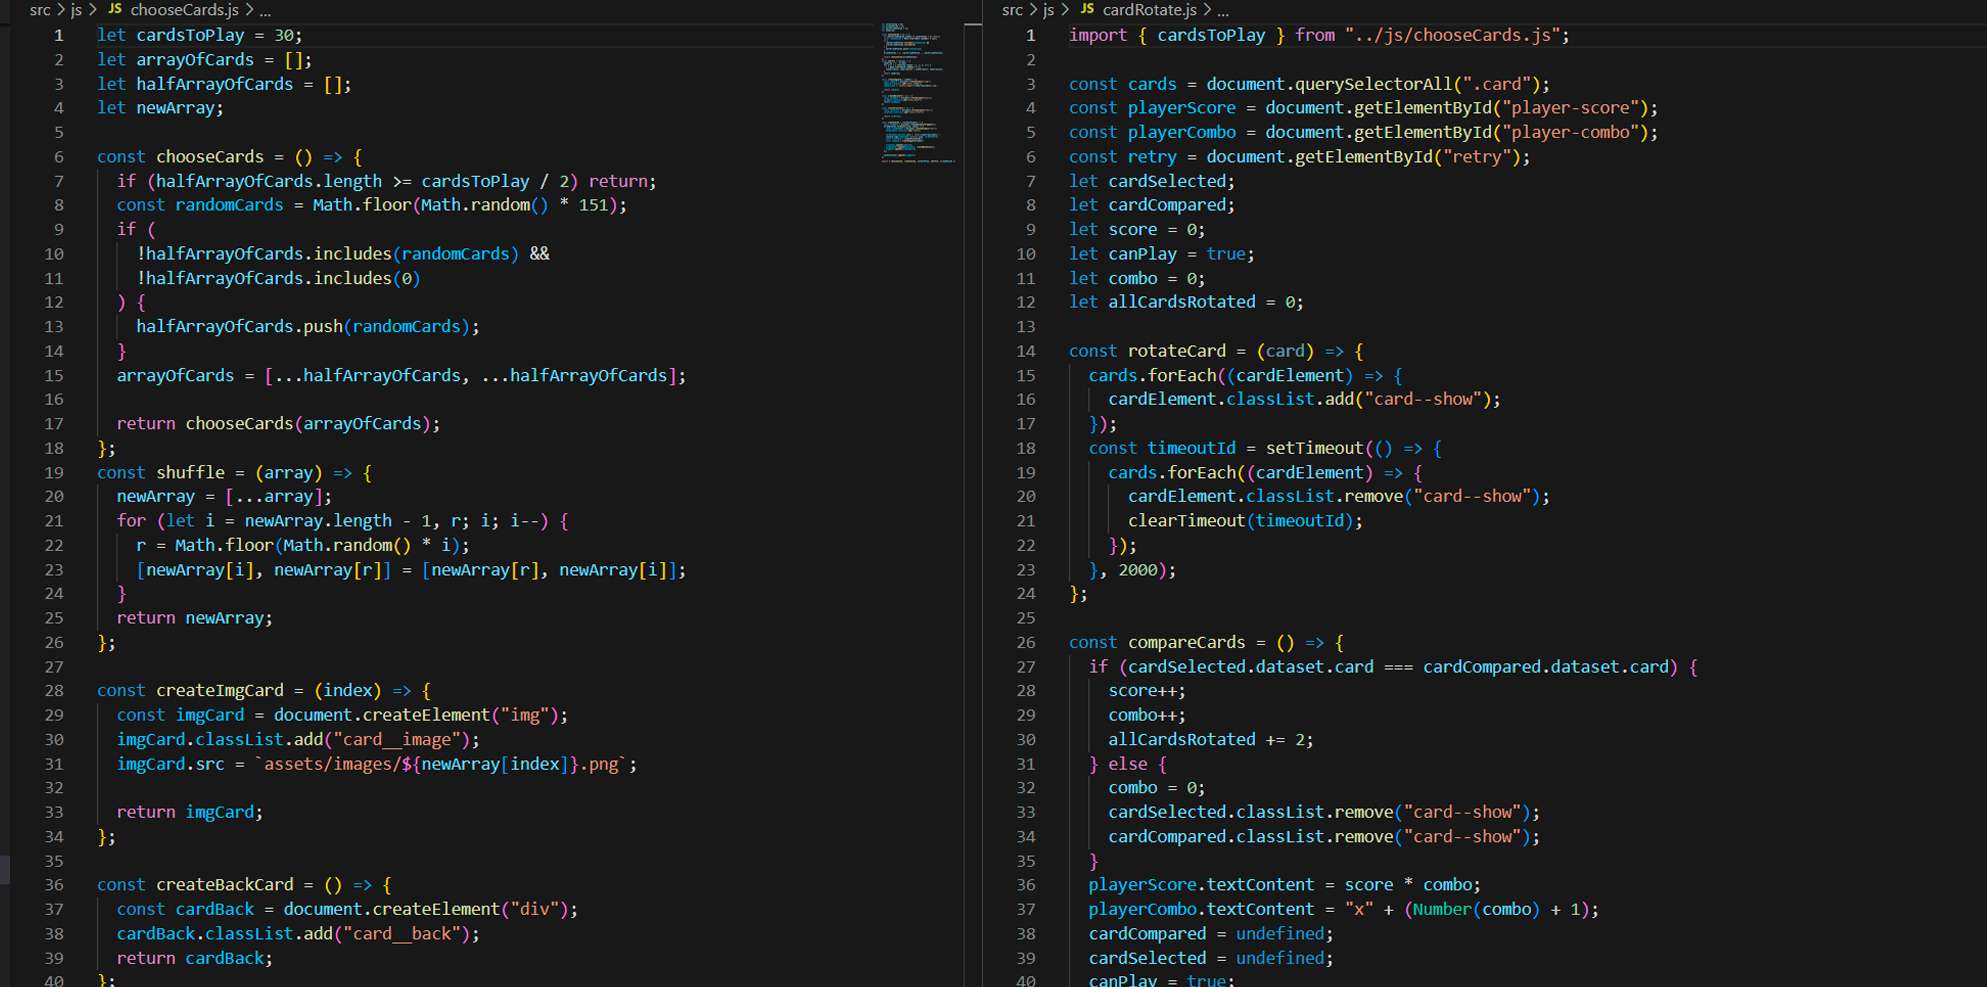 src > js > JS chooseCards.js > ...
1 let cardsToPlay = 30;
2 let arrayOfCards = [];
3 let halfArrayOfCards = [];
4 let newArray;
5
6 const chooseCards = () => {
7 if (halfArrayOfCards.length >= cardsToPlay / 2) return;
8 const randomCards = Math.floor(Math.random() * 151);
9 if (
10 !halfArrayOfCards.includes(randomCards) &&
11 !halfArrayOfCards.includes(0)
12 ) {
13 halfArrayOfCards.push(randomCards);
14 }
15 arrayOfCards = [...halfArrayOfCards, ...halfArrayOfCards];
16
17 return chooseCards(arrayOfCards);
18 };
19 const shuffle = (array) => {
20 newArray = [...array];
21 for (let i = newArray.length - 1, r; i; i--) {
22 r = Math.floor(Math.random() * i);
23 [newArray[i], newArray[r]] = [newArray[r], newArray[i]];
24 }
25 return newArray;
26 };
27
28 const createImgCard = (index) => {
29 const imgCard = document.createElement("img");
30 imgCard.classList.add("card__image");
31 imgCard.src = `assets/images/${newArray[index]}.png`;
32
33 return imgCard;
34 };
35
36 const createBackCard = () => {
37 const cardBack = document.createElement("div");
38 cardBack.classList.add("card__back");
39 return cardBack;
40 };
src > js > JS cardRotate.js > ...
1 import { cardsToPlay } from "../js/chooseCards.js";
2
3 const cards = document.querySelectorAll(".card");
4 const playerScore = document.getElementById("player-score");
5 const playerCombo = document.getElementById("player-combo");
6 const retry = document.getElementById("retry");
7 let cardSelected;
8 let cardCompared;
9 let score = 0;
10 let canPlay = true;
11 let combo = 0;
12 let allCardsRotated = 0;
13
14 const rotateCard = (card) => {
15 cards.forEach((cardElement) => {
16 cardElement.classList.add("card--show");
17 });
18 const timeoutId = setTimeout(() => {
19 cards.forEach((cardElement) => {
20 cardElement.classList.remove("card--show");
21 clearTimeout(timeoutId);
22 });
23 }, 2000);
24 };
25
26 const compareCards = () => {
27 if (cardSelected.dataset.card === cardCompared.dataset.card) {
28 score++;
29 combo++;
30 allCardsRotated += 2;
31 } else {
32 combo = 0;
33 cardSelected.classList.remove("card--show");
34 cardCompared.classList.remove("card--show");
35 }
36 playerScore.textContent = score * combo;
37 playerCombo.textContent = "x" + (Number(combo) + 1);
38 cardCompared = undefined;
39 cardSelected = undefined;
40 canPlay = true;